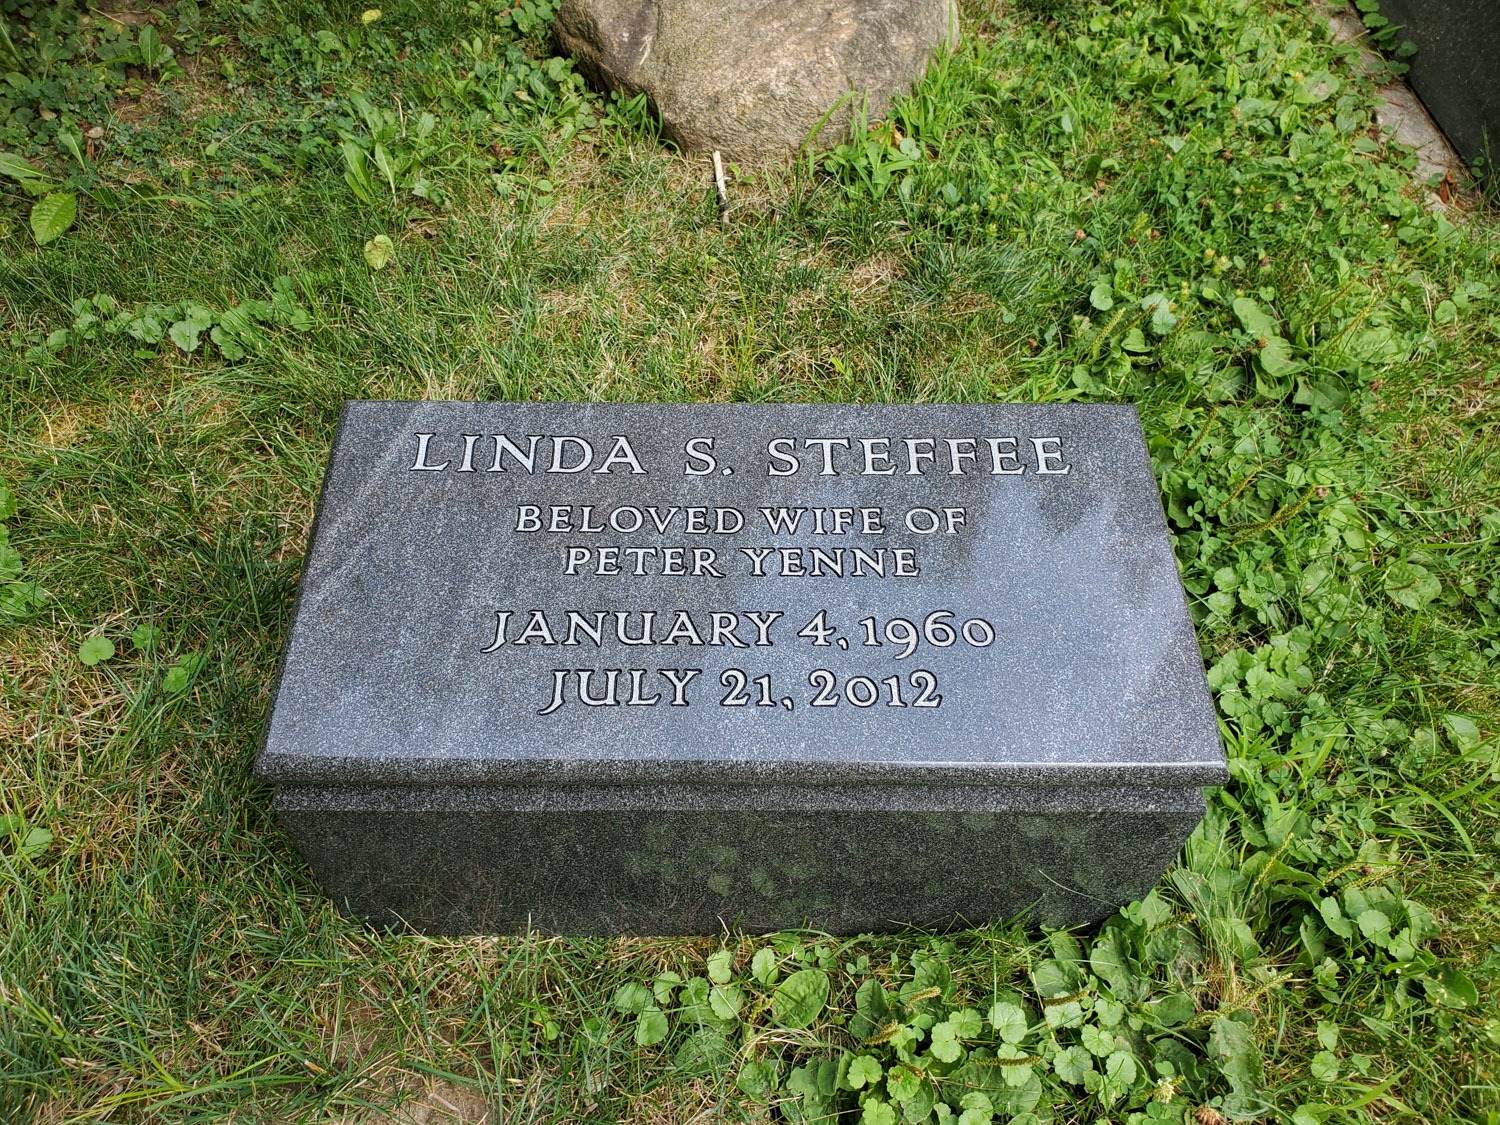 LINDA S. STEFFEE
BELOVED WIFE OF
PETER YENNE
JANUARY 4, 1960
JULY 21, 2012